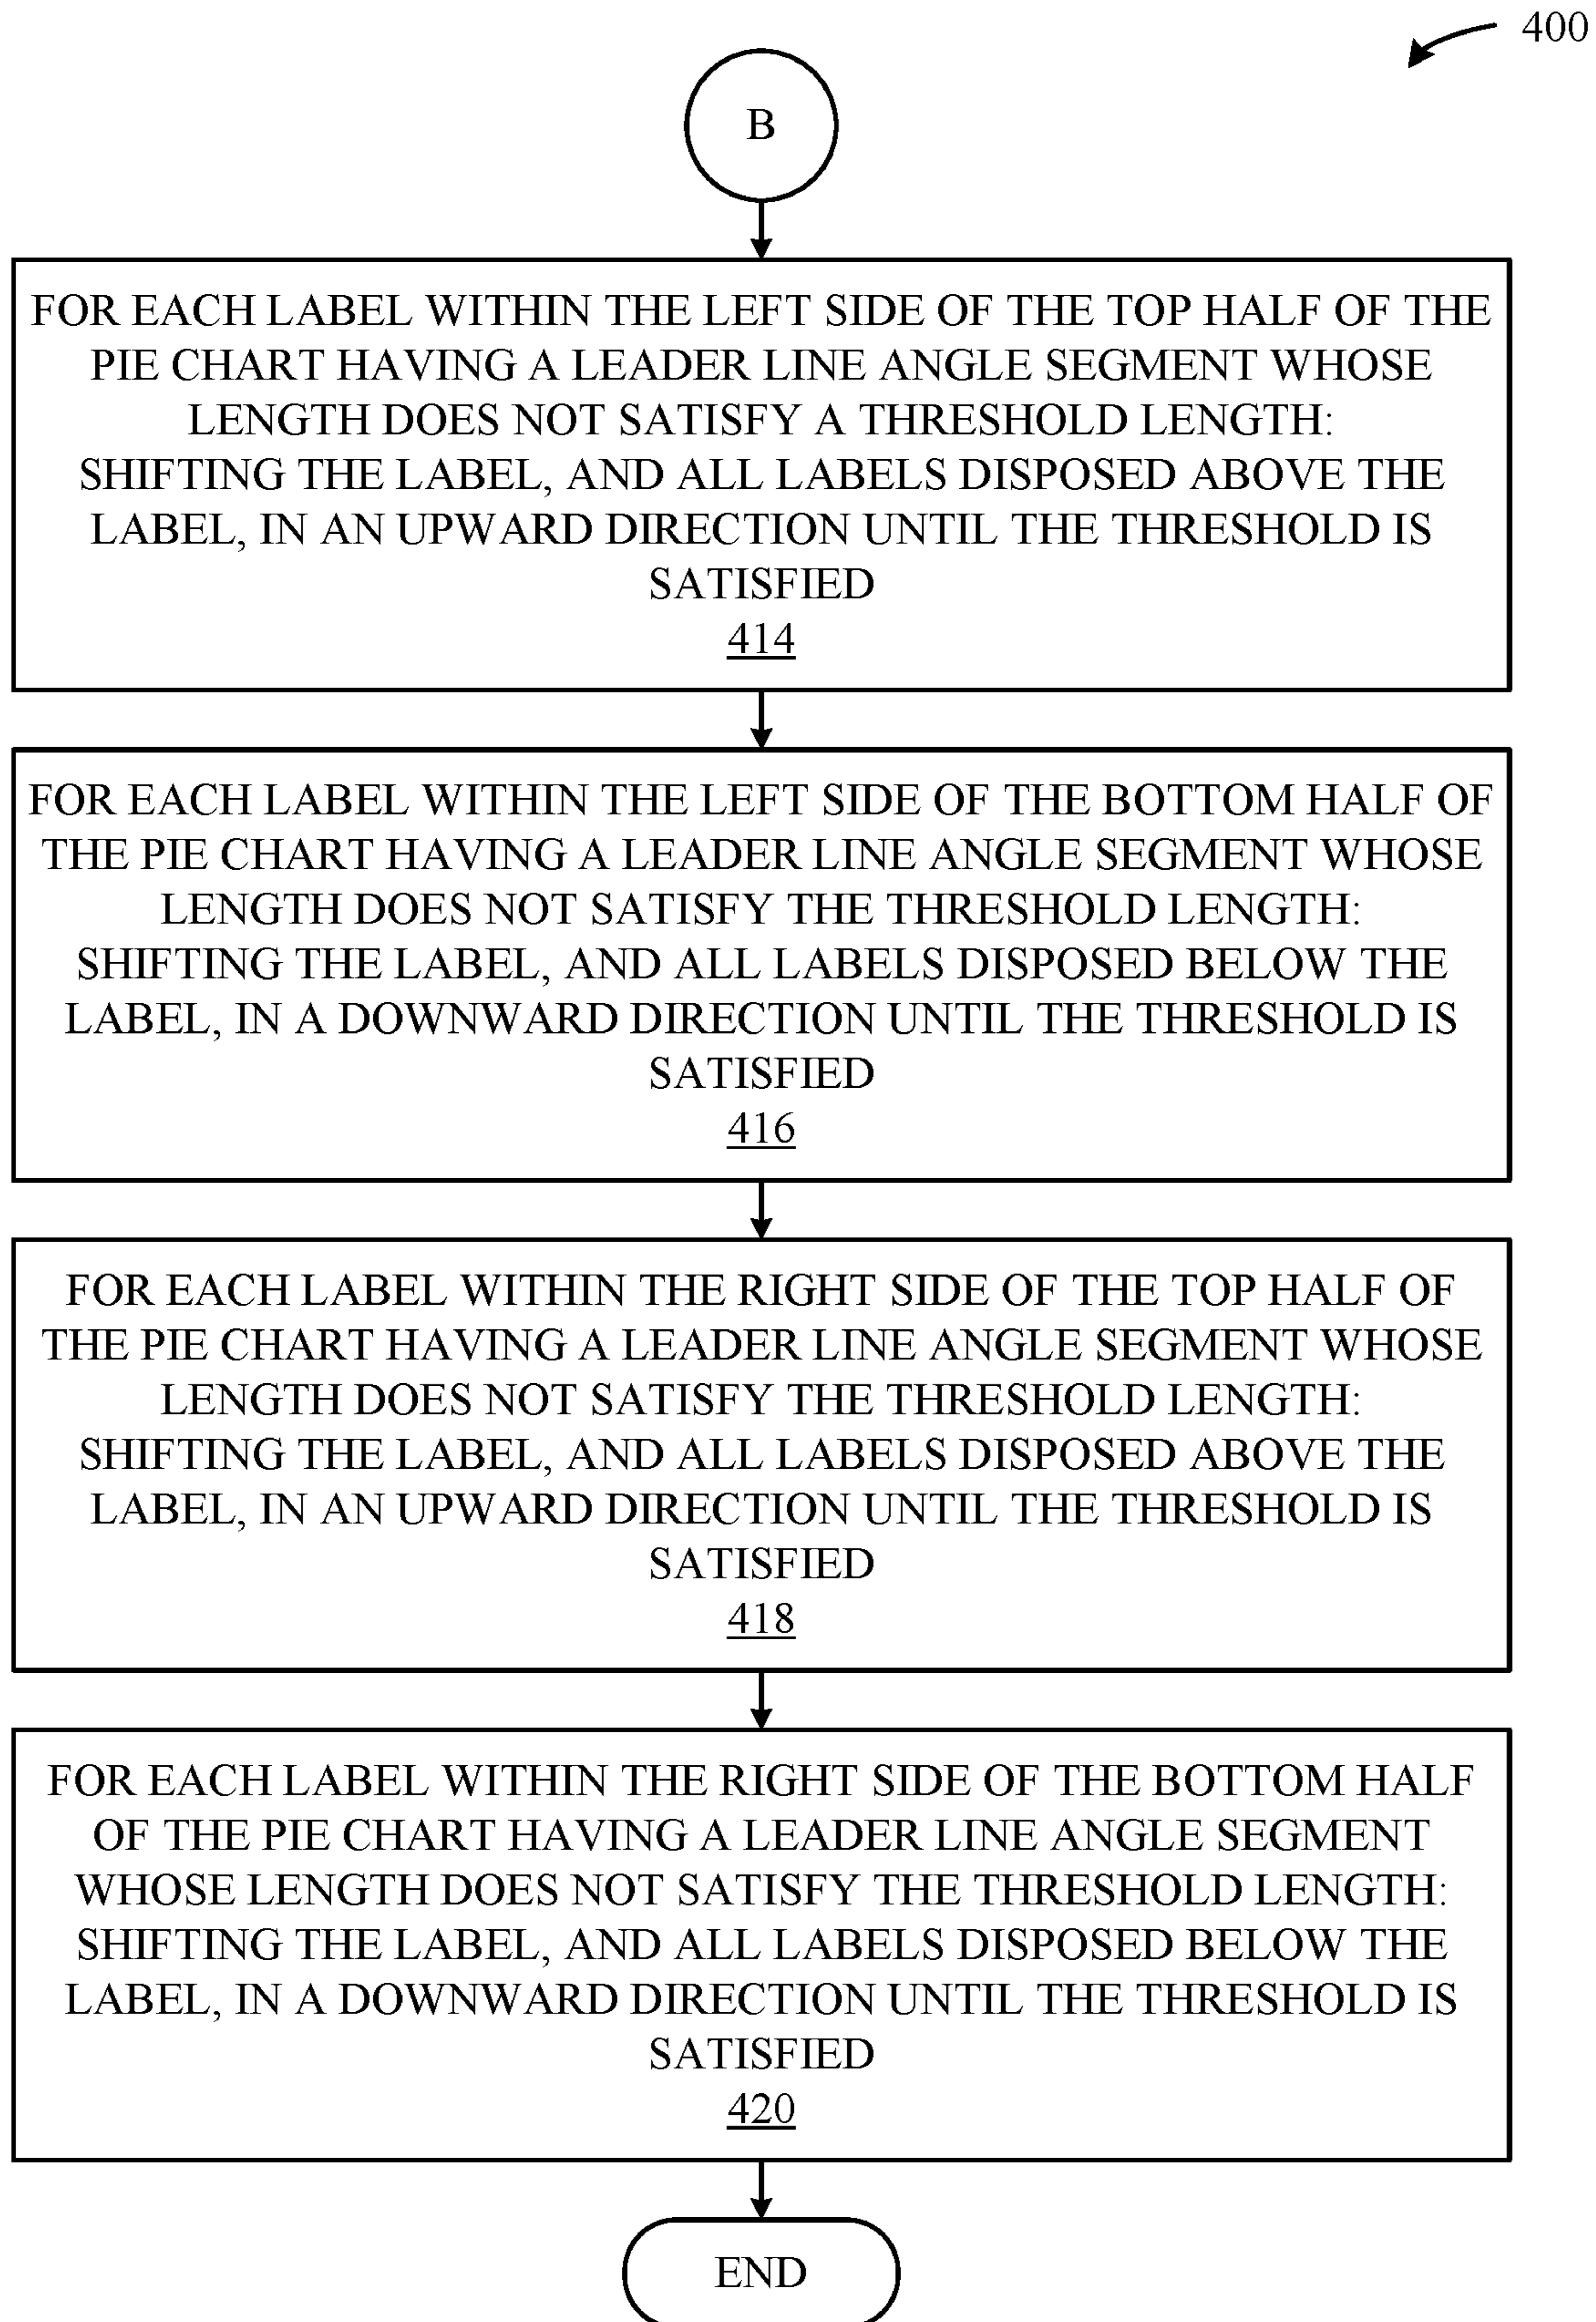 400
B
FOR EACH LABEL WITHIN THE LEFT SIDE OF THE TOP HALF OF THE
PIE CHART HAVING A LEADER LINE ANGLE SEGMENT WHOSE
LENGTH DOES NOT SATISFY A THRESHOLD LENGTH:
SHIFTING THE LABEL, AND ALL LABELS DISPOSED ABOVE THE
LABEL, IN AN UPWARD DIRECTION UNTIL THE THRESHOLD IS
SATISFIED
414
FOR EACH LABEL WITHIN THE LEFT SIDE OF THE BOTTOM HALF OF
THE PIE CHART HAVING A LEADER LINE ANGLE SEGMENT WHOSE
LENGTH DOES NOT SATISFY THE THRESHOLD LENGTH:
SHIFTING THE LABEL, AND ALL LABELS DISPOSED BELOW THE
LABEL, IN A DOWNWARD DIRECTION UNTIL THE THRESHOLD IS
SATISFIED
416
FOR EACH LABEL WITHIN THE RIGHT SIDE OF THE TOP HALF OF
THE PIE CHART HAVING A LEADER LINE ANGLE SEGMENT WHOSE
LENGTH DOES NOT SATISFY THE THRESHOLD LENGTH:
SHIFTING THE LABEL, AND ALL LABELS DISPOSED ABOVE THE
LABEL, IN AN UPWARD DIRECTION UNTIL THE THRESHOLD IS
SATISFIED
418
FOR EACH LABEL WITHIN THE RIGHT SIDE OF THE BOTTOM HALF
OF THE PIE CHART HAVING A LEADER LINE ANGLE SEGMENT
WHOSE LENGTH DOES NOT SATISFY THE THRESHOLD LENGTH:
SHIFTING THE LABEL, AND ALL LABELS DISPOSED BELOW THE
LABEL, IN A DOWNWARD DIRECTION UNTIL THE THRESHOLD IS
SATISFIED
420
END